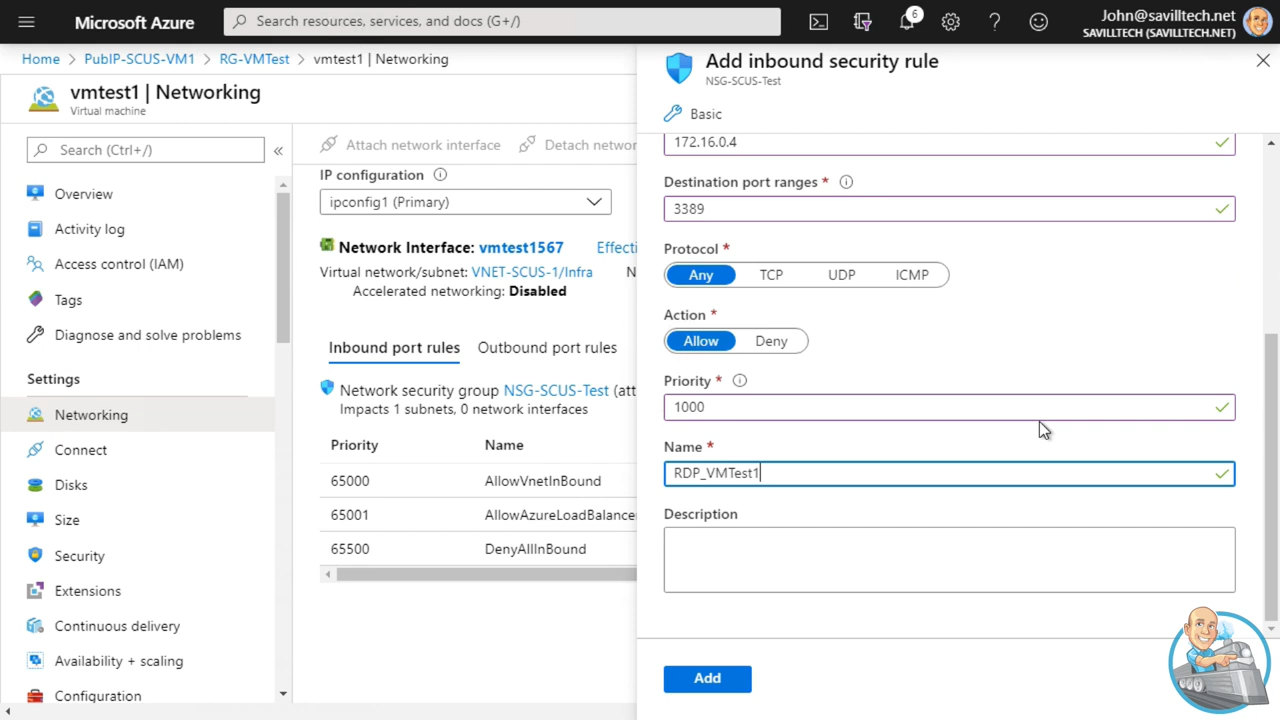 Microsoft Azure
Search resources, services, and docs (G+/)
6
John@savilltech.net
SAVILLTECH (SAVILLTECH.NET)
Home > PubIP-SCUS-VM1 > RG-VMTest > vmtest1 | Networking
vmtest1 | Networking
Virtual machine
Search (Ctrl+/)
Overview
Activity log
Access control (IAM)
Tags
Diagnose and solve problems
Settings
Networking
Connect
Disks
Size
Security
Extensions
Continuous delivery
Availability + scaling
Configuration
Attach network interface
Detach networ
IP configuration
ipconfig1 (Primary)
Network Interface: vmtest1567 Effecti
Virtual network/subnet: VNET-SCUS-1/Infra N
Accelerated networking: Disabled
Inbound port rules Outbound port rules
Network security group NSG-SCUS-Test (att
Impacts 1 subnets, 0 network interfaces
Priority Name
65000 AllowVnetInBound
65001 AllowAzureLoadBalancer
65500 DenyAllInBound
Add inbound security rule
NSG-SCUS-Test
Basic
172.16.0.4
Destination port ranges *
3389
Protocol *
Any TCP UDP ICMP
Action *
Allow Deny
Priority *
1000
Name *
RDP_VMTest1
Description
Add